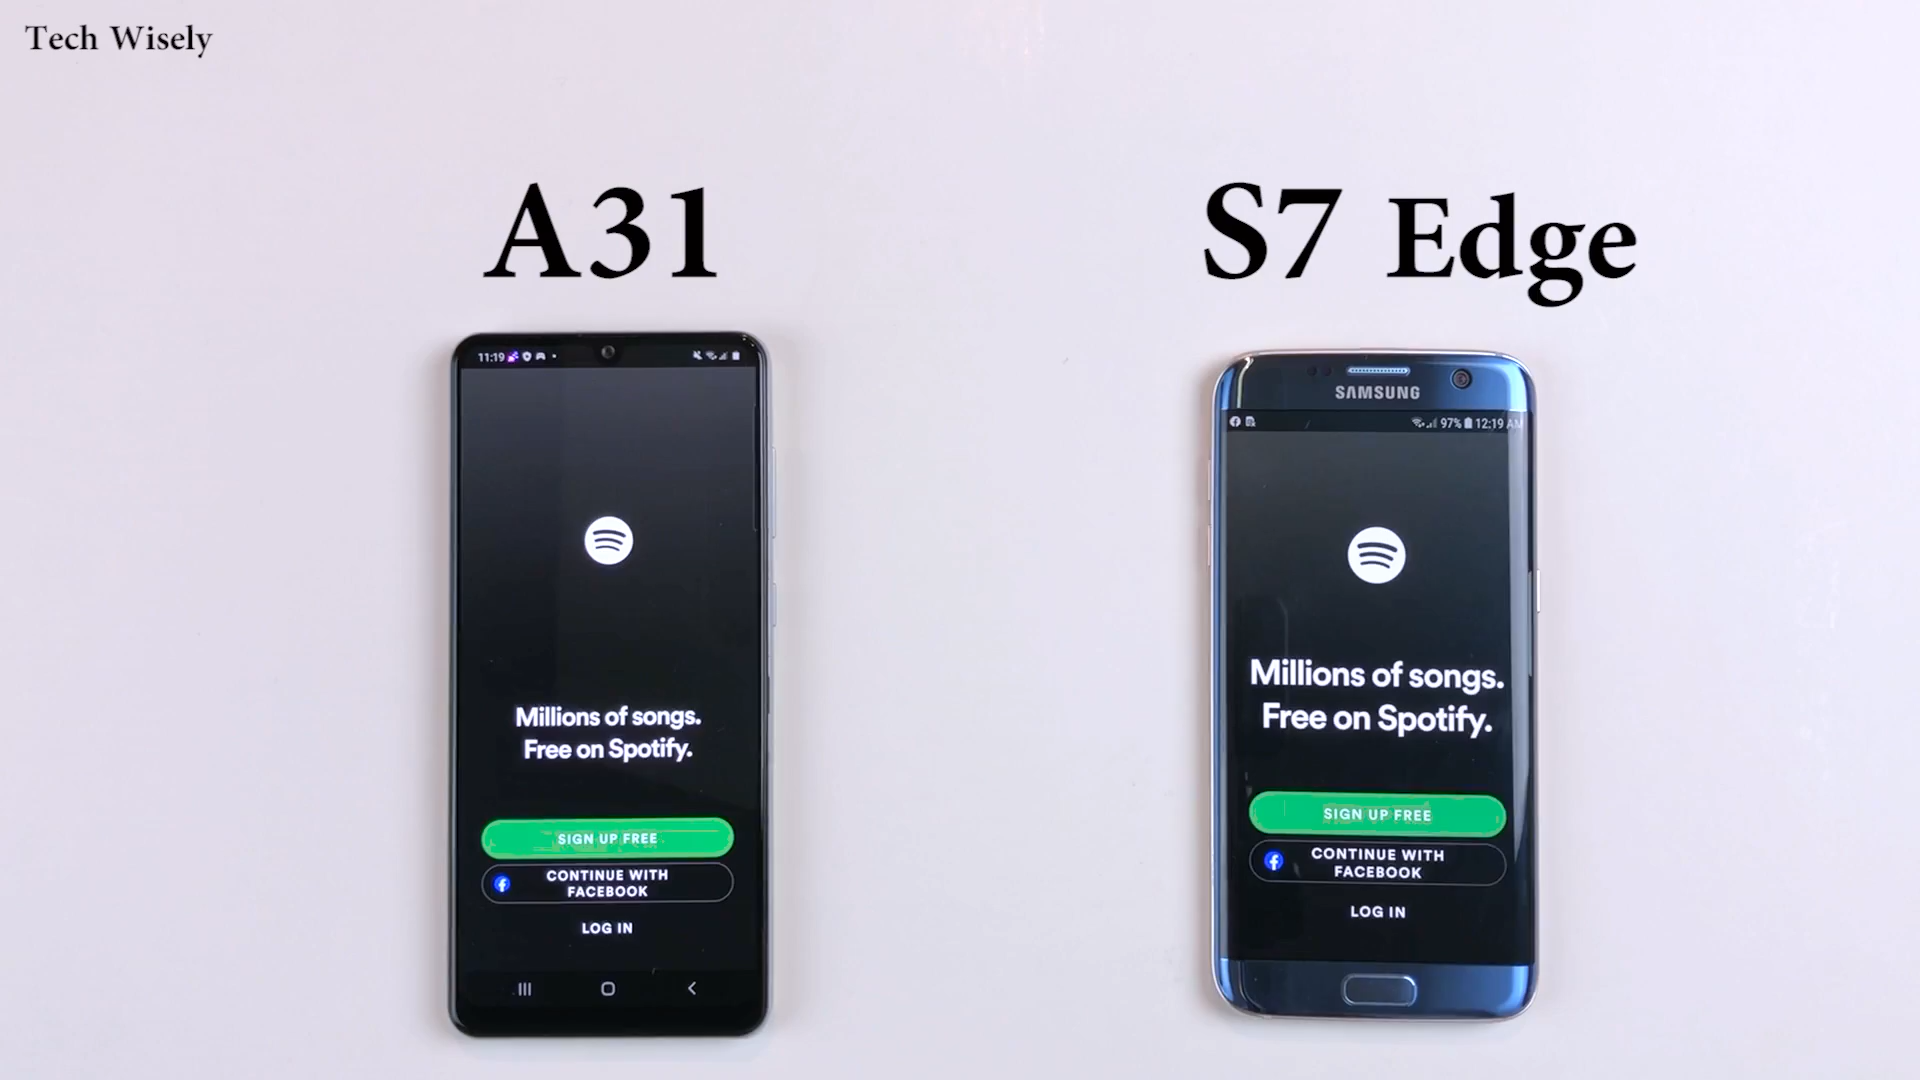 Tech Wisely
A31
S7 Edge
11:19
Millions of songs.
Free on Spotify.
SIGN UP FREE
CONTINUE WITH
FACEBOOK
LOG IN
SAMSUNG
97% 12:19 AM
Millions of songs.
Free on Spotify.
SIGN UP FREE
CONTINUE WITH
FACEBOOK
LOG IN